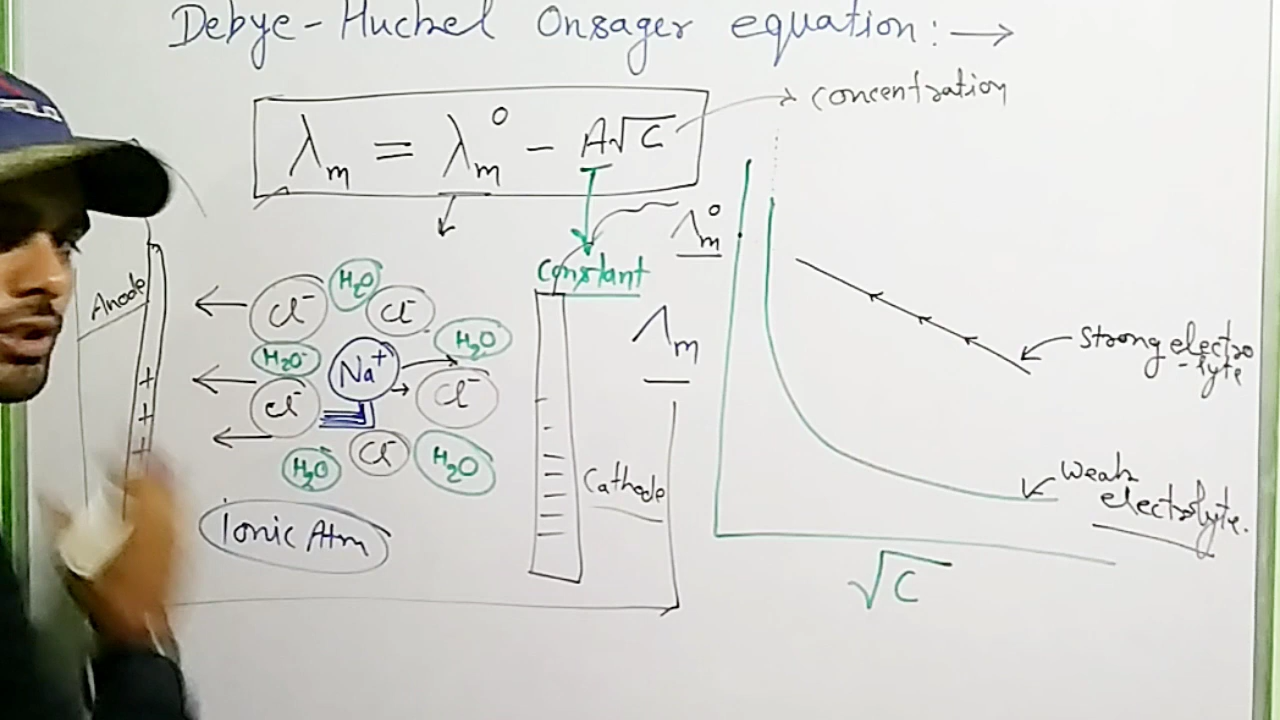 Debye-Huckel Onsager equation:→
λm = λm° - A√C
concentration
Λm°
constant
Anode
Cl⁻
H₂O
Cl⁻
H₂O
H₂O
Na⁺
Cl⁻
Cl⁻
Λm
Strong electro
-lyte
+
+
+
H₂O
Cl⁻
H₂O
Cathode
Weak
electrolyte.
Ionic Atm
√C